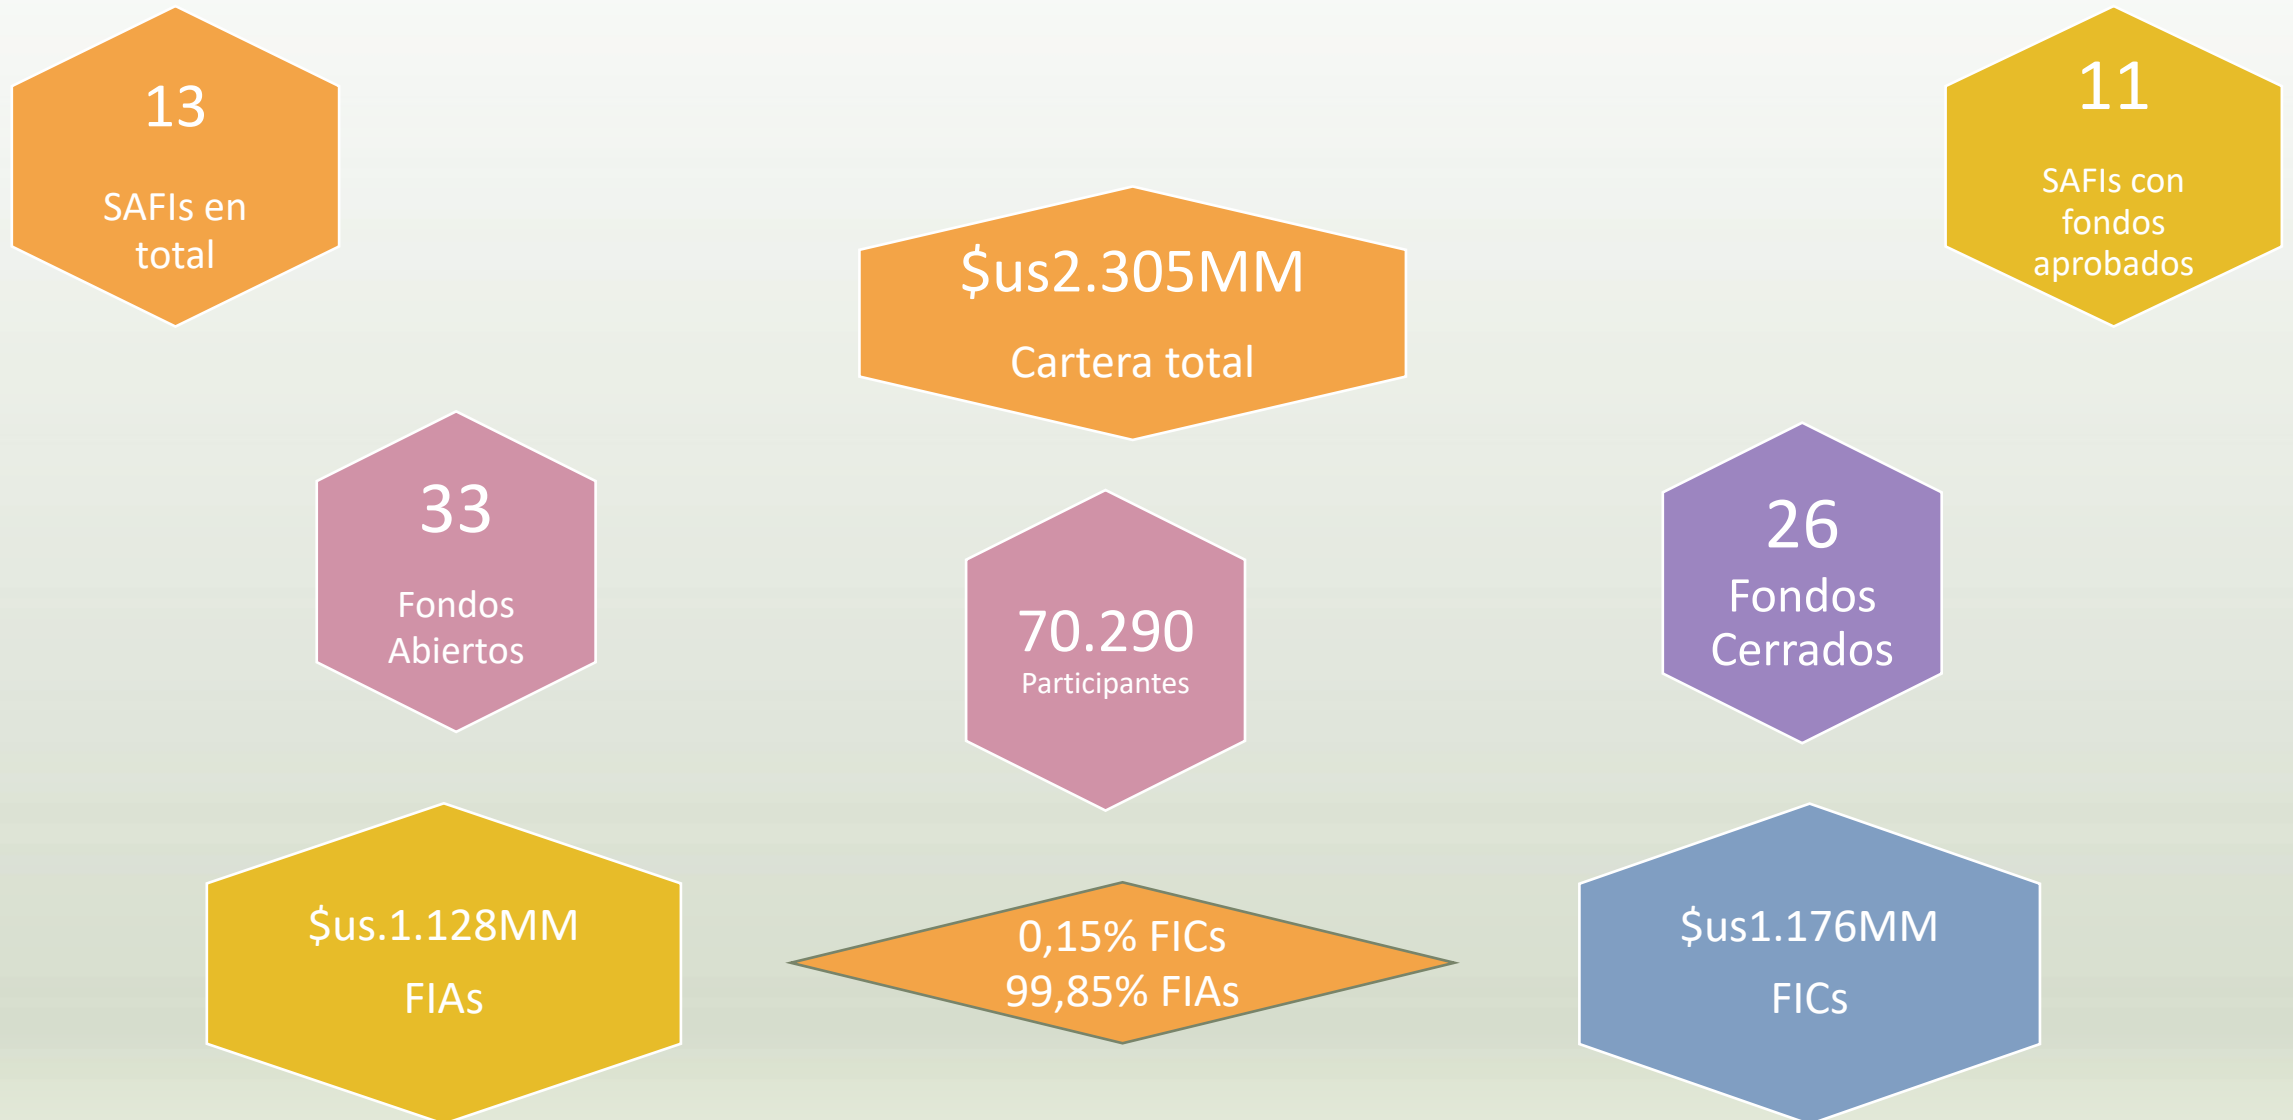 13
SAFIs en
total
11
SAFIs con
fondos
aprobados
$us2.305MM
Cartera total
33
Fondos
Abiertos
70.290
Participantes
26
Fondos
Cerrados
$us.1.128MM
FIAs
0,15% FICs
99,85% FIAs
$us1.176MM
FICs